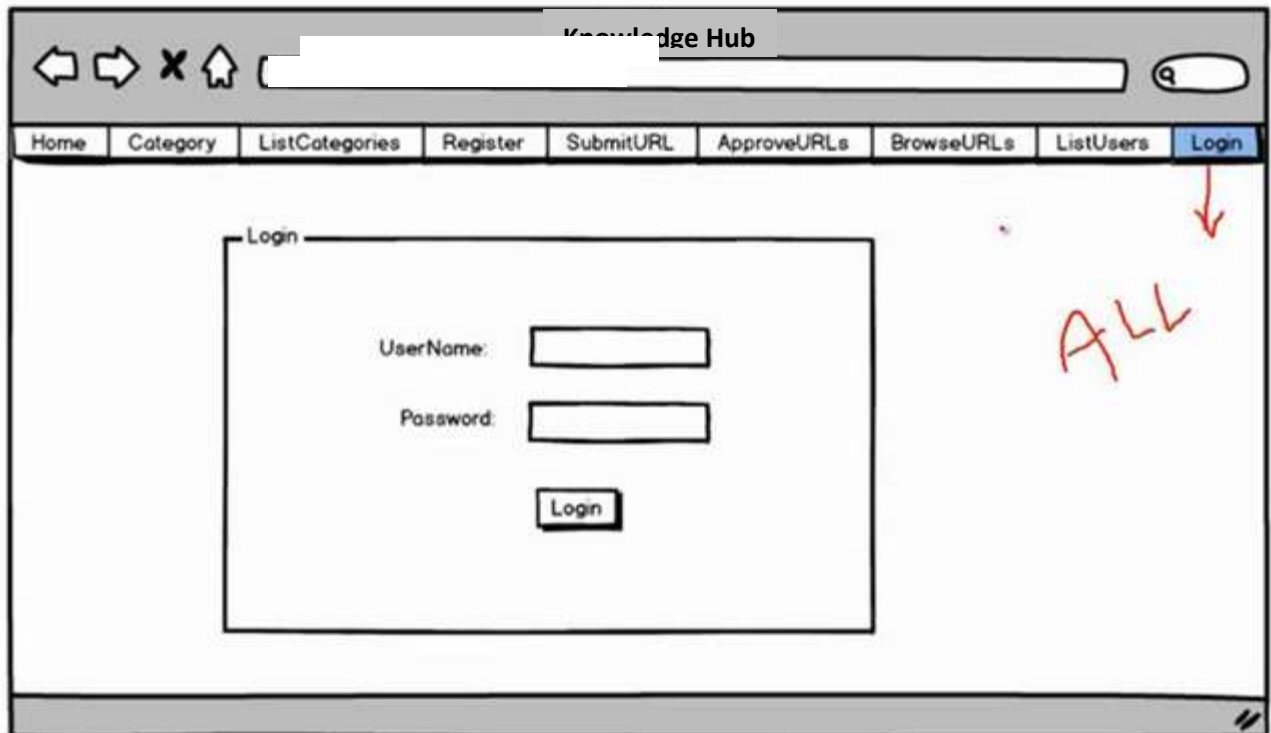 Knowledge Hub
Home Category ListCategories Register SubmitURL ApproveURLs BrowseURLs ListUsers Login
Login
ALL
UserName:
Password:
Login